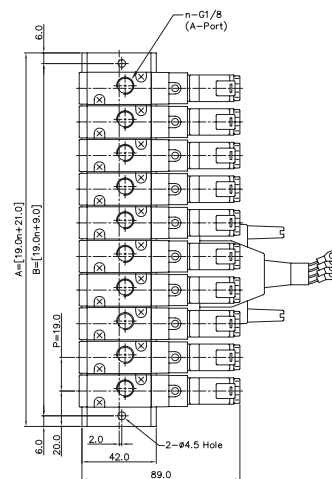 6.0
n-G1/8
(A-Port)
A=[19.0n+21.0]
B=[19.0n+9.0]
P=19.0
20.0
6.0
2.0
2-ø4.5 Hole
42.0
89.0